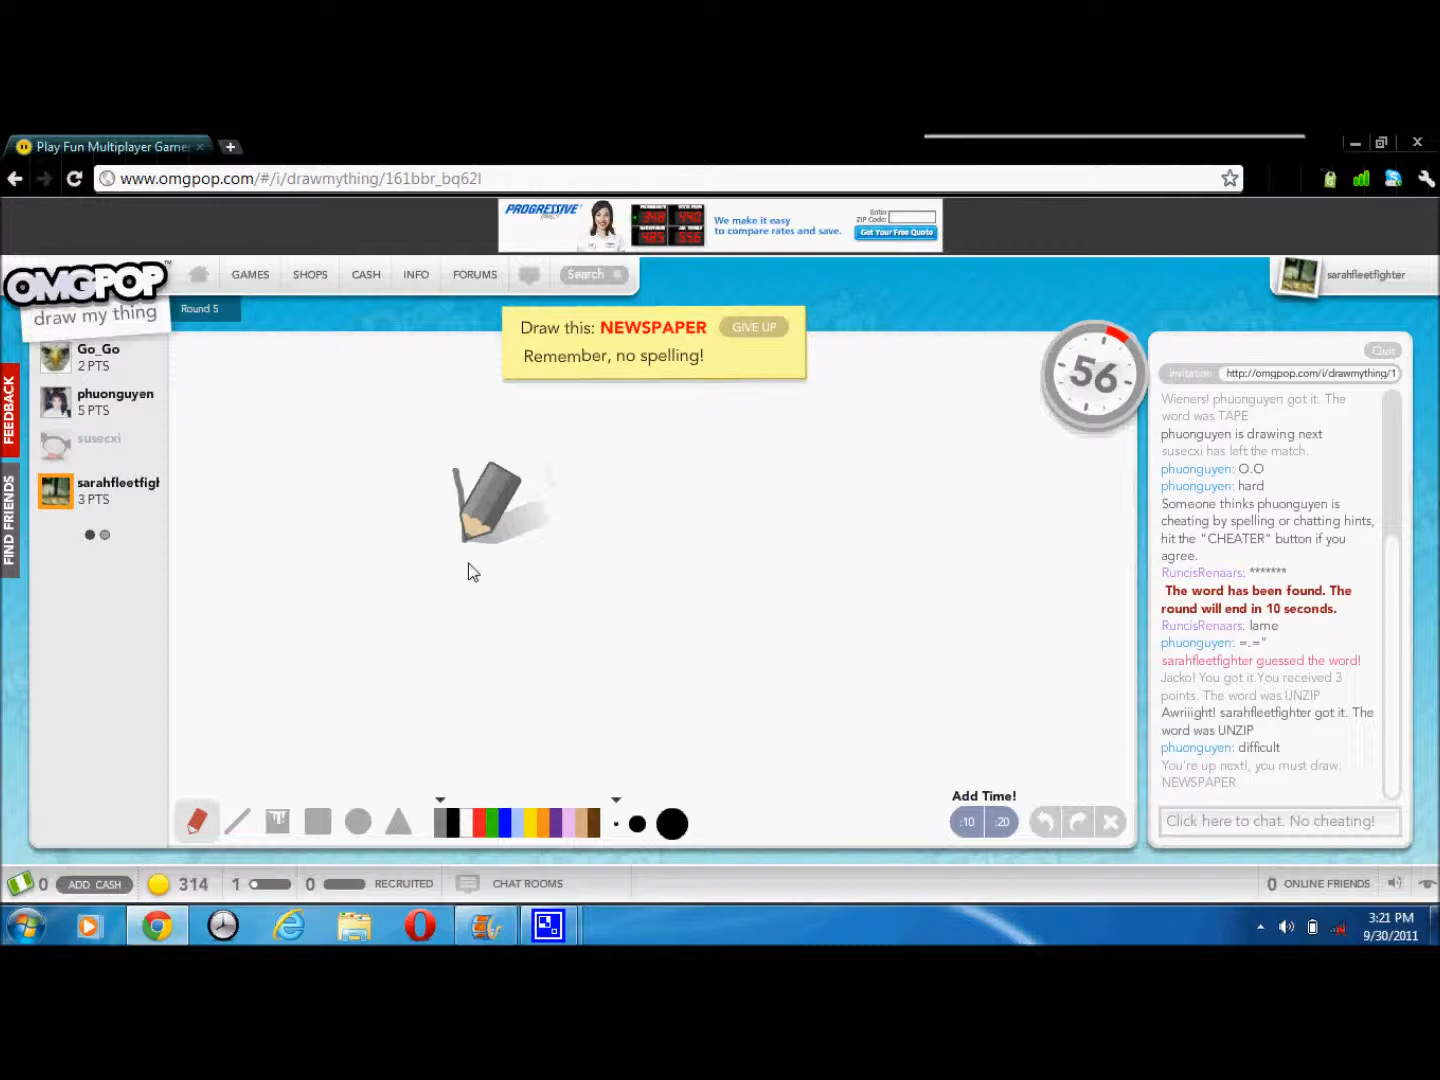 Play Fun Multiplayer Game
www.omgpop.com/#/i/drawmything/161bbr_bq62l
PROGRESSIVE
DIRECT
We make it easy
to compare rates and save.
Enter
ZIP Code:
Get Your Free Quote
OMGPOP
TM
draw my thing
GAMES
SHOPS
CASH
INFO
FORUMS
Search
sarahfleetfighter
Round 5
Draw this: NEWSPAPER
GIVE UP
Remember, no spelling!
56
FEEDBACK
FIND FRIENDS
Go_Go
2 PTS
phuonguyen
5 PTS
susecxi
sarahfleetfigh
3 PTS
Quit
Invitation
http://omgpop.com/i/drawmything/1
Wieners! phuonguyen got it. The
word was TAPE
phuonguyen is drawing next
susecxi has left the match.
phuonguyen: O.O
phuonguyen: hard
Someone thinks phuonguyen is
cheating by spelling or chatting hints,
hit the "CHEATER" button if you
agree.
RuncisRenaars: *******
The word has been found. The
round will end in 10 seconds.
RuncisRenaars: lame
phuonguyen: =.="
sarahfleetfighter guessed the word!
Jacko! You got it.You received 3
points. The word was UNZIP
Awriiight! sarahfleetfighter got it. The
word was UNZIP
phuonguyen: difficult
You're up next!, you must draw:
NEWSPAPER
Click here to chat. No cheating!
Add Time!
:10
:20
0
ADD CASH
314
1
0
RECRUITED
CHAT ROOMS
0 ONLINE FRIENDS
3:21 PM
9/30/2011